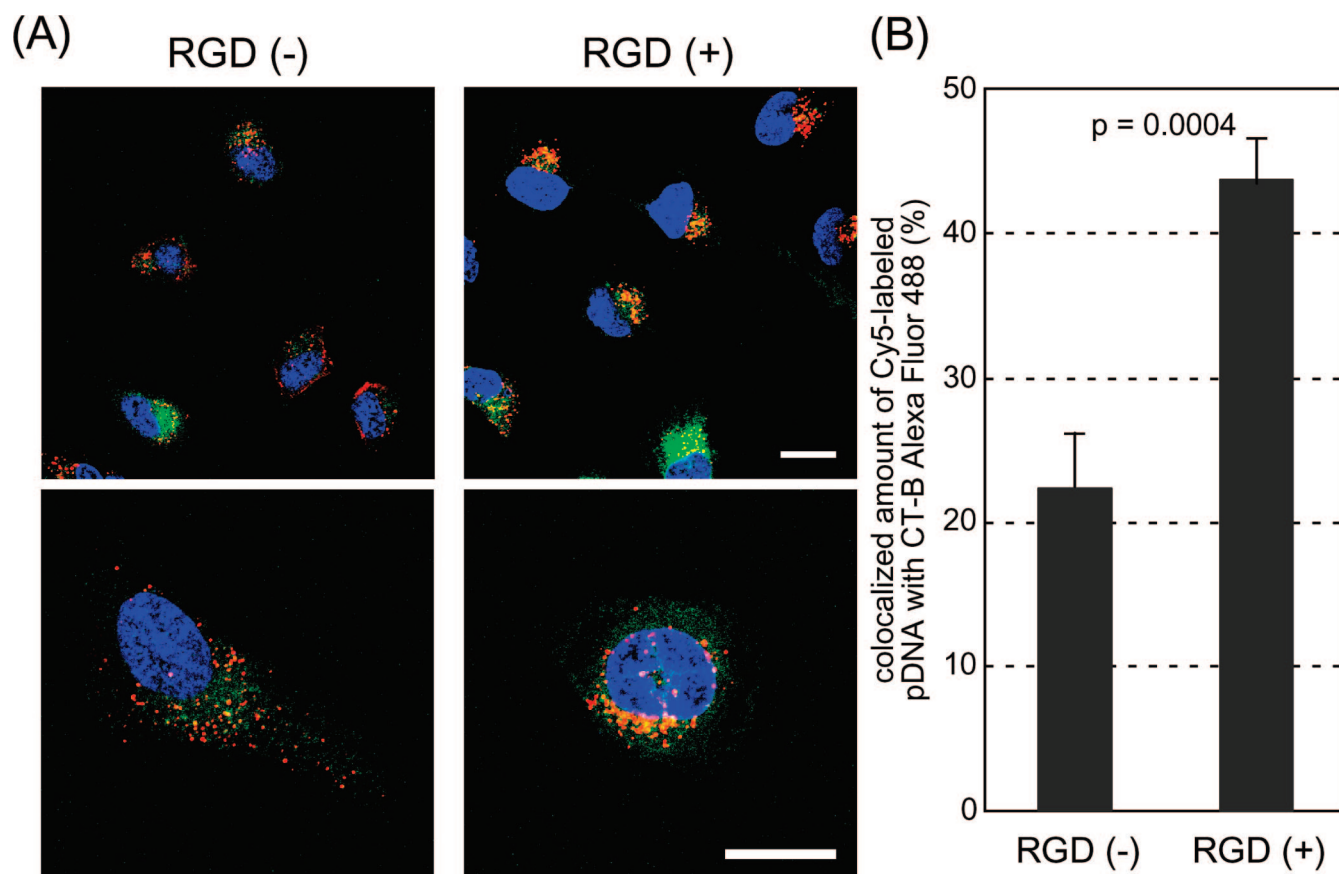 (A)
RGD (-)
RGD (+)
(B)
colocalized amount of Cy5-labeled
pDNA with CT-B Alexa Fluor 488 (%)
50
40
30
20
10
0
p = 0.0004
RGD (-)
RGD (+)